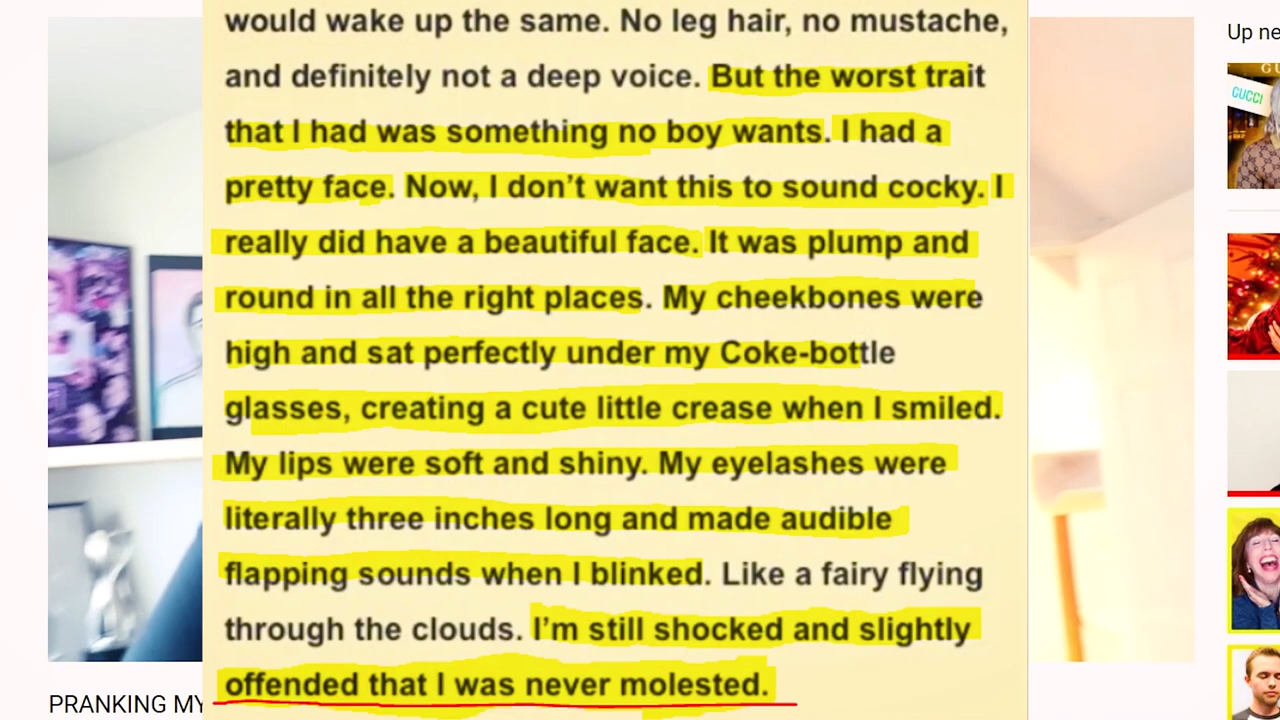 would wake up the same. No leg hair, no mustache,
and definitely not a deep voice. But the worst trait
that I had was something no boy wants. I had a
pretty face. Now, I don’t want this to sound cocky. I
really did have a beautiful face. It was plump and
round in all the right places. My cheekbones were
high and sat perfectly under my Coke-bottle
glasses, creating a cute little crease when I smiled.
My lips were soft and shiny. My eyelashes were
literally three inches long and made audible
flapping sounds when I blinked. Like a fairy flying
through the clouds. I’m still shocked and slightly
offended that I was never molested.
PRANKING MY
Up ne
GUCCI